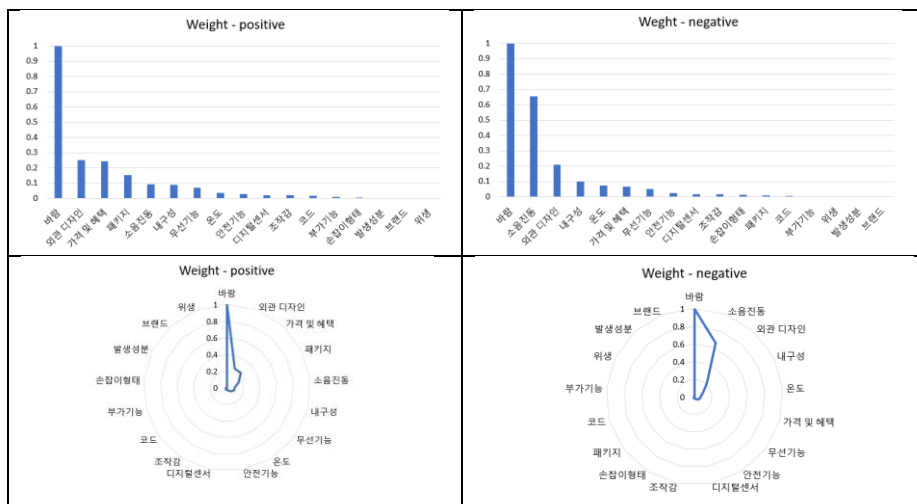 Weight - positive
1
0.9
0.8
0.7
0.6
0.5
0.4
0.3
0.2
0.1
0
바람
외관 디자인
가격 및 혜택
패키지
소음진동
내구성
무선기능
온도
안전기능
디지털센서
조작감
코드
부가기능
손잡이형태
발생성분
브랜드
위생
Weght - negative
1
0.9
0.8
0.7
0.6
0.5
0.4
0.3
0.2
0.1
0
바람
소음진동
외관 디자인
내구성
온도
가격 및 혜택
무선기능
안전기능
디지털센서
조작감
손잡이형태
패키지
코드
부가기능
위생
발생성분
브랜드
Weight - positive
바람
외관 디자인
가격 및 혜택
패키지
소음진동
내구성
무선기능
온도
안전기능
디지털센서
조작감
코드
부가기능
손잡이형태
발생성분
브랜드
위생
1
0.8
0.6
0.4
0.2
0
Weight - negative
바람
소음진동
외관 디자인
내구성
온도
가격 및 혜택
무선기능
안전기능
디지털센서
조작감
손잡이형태
패키지
코드
부가기능
위생
발생성분
브랜드
1
0.8
0.6
0.4
0.2
0